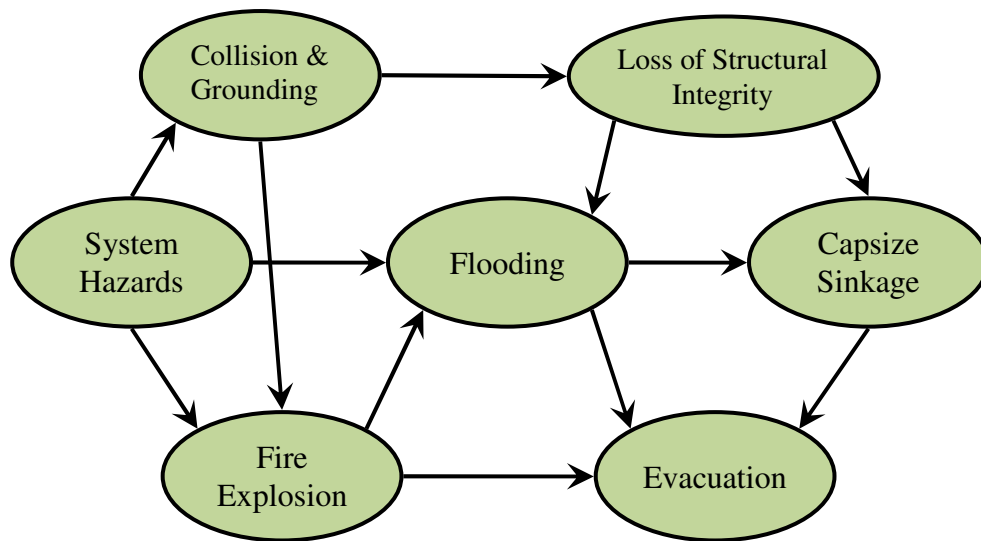 Collision &
Grounding
Loss of Structural
Integrity
System
Hazards
Flooding
Capsize
Sinkage
Fire
Explosion
Evacuation